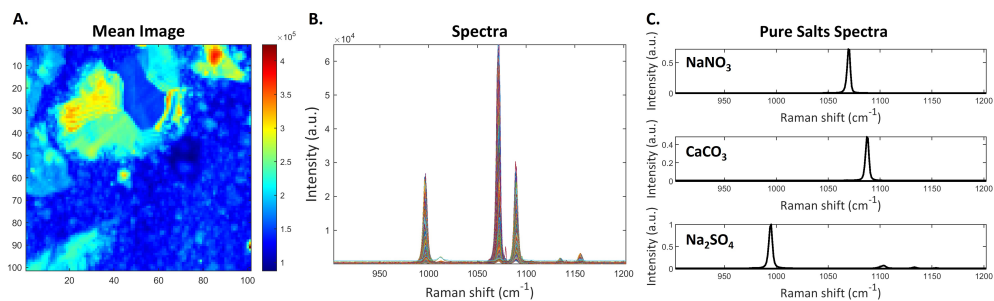 A.
Mean Image
×10⁵
10
20
30
40
50
60
70
80
90
100
20 40 60 80 100
4
3.5
3
2.5
2
1.5
1
B.
Spectra
×10⁴
6
5
4
3
2
1
0
Intensity (a.u.)
950 1000 1050 1100 1150 1200
Raman shift (cm⁻¹)
C.
Pure Salts Spectra
NaNO₃
Intensity (a.u.)
0.5
0
950 1000 1050 1100 1150 1200
Raman shift (cm⁻¹)
CaCO₃
Intensity (a.u.)
0.4
0.2
0
950 1000 1050 1100 1150 1200
Raman shift (cm⁻¹)
Na₂SO₄
Intensity (a.u.)
1
0.5
0
950 1000 1050 1100 1150 1200
Raman shift (cm⁻¹)